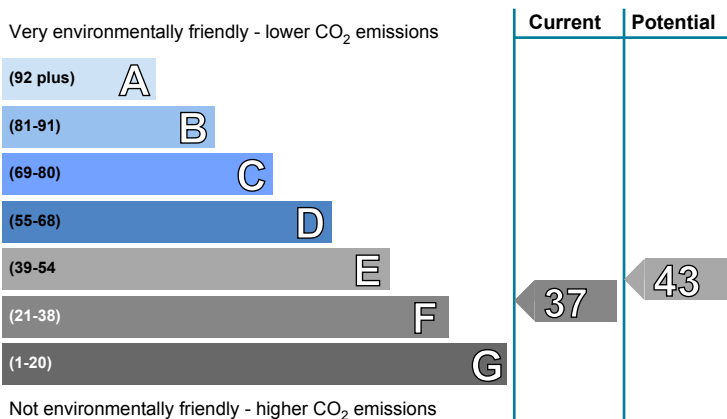 Current Potential
Very environmentally friendly - lower CO₂ emissions
(92 plus) A
(81-91) B
(69-80) C
(55-68) D
(39-54 E
43
37
(21-38) F
(1-20) G
Not environmentally friendly - higher CO₂ emissions